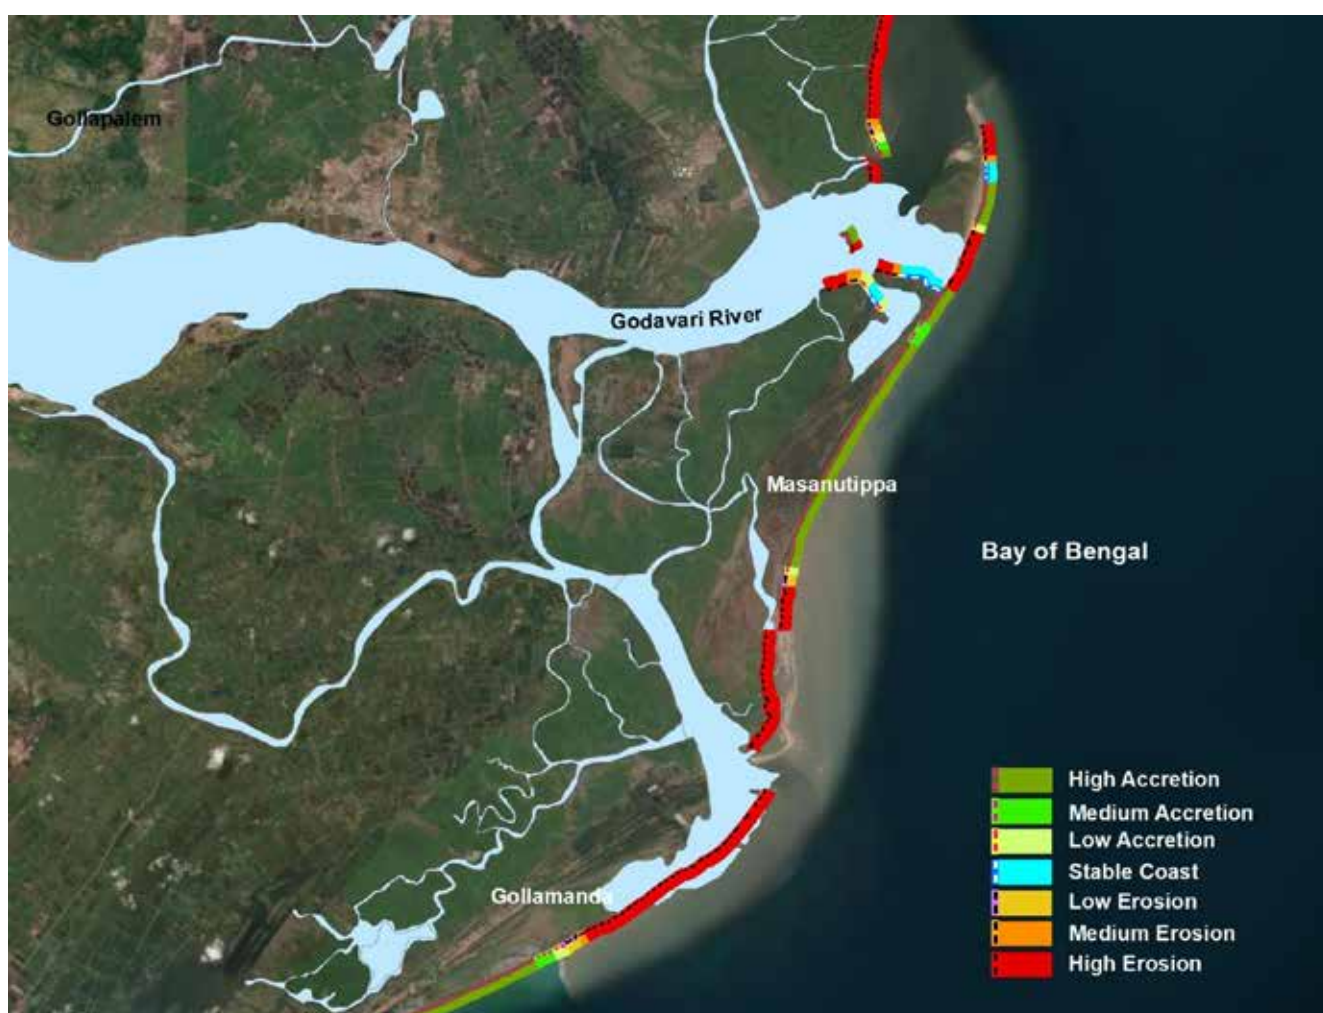 Gollapalem
Godavari River
Masanutippa
Bay of Bengal
Gollamanda
High Accretion
Medium Accretion
Low Accretion
Stable Coast
Low Erosion
Medium Erosion
High Erosion